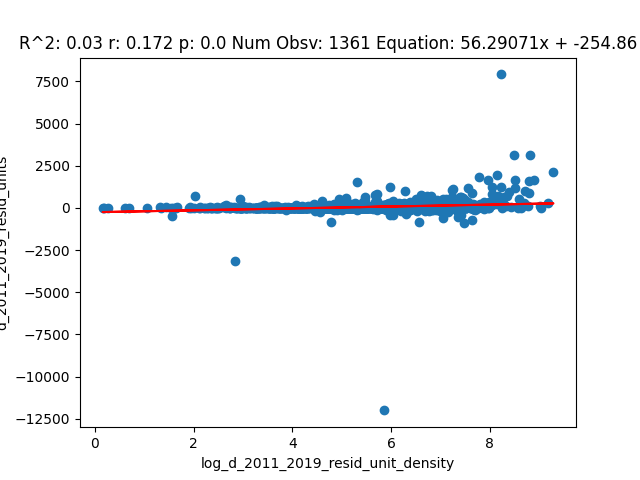 R^2: 0.03 r: 0.172 p: 0.0 Num Obsv: 1361 Equation: 56.29071x + -254.86
7500
5000
2500
0
−2500
−5000
−7500
−10000
−12500
d_2011_2019_resid_units
0 2 4 6 8
log_d_2011_2019_resid_unit_density